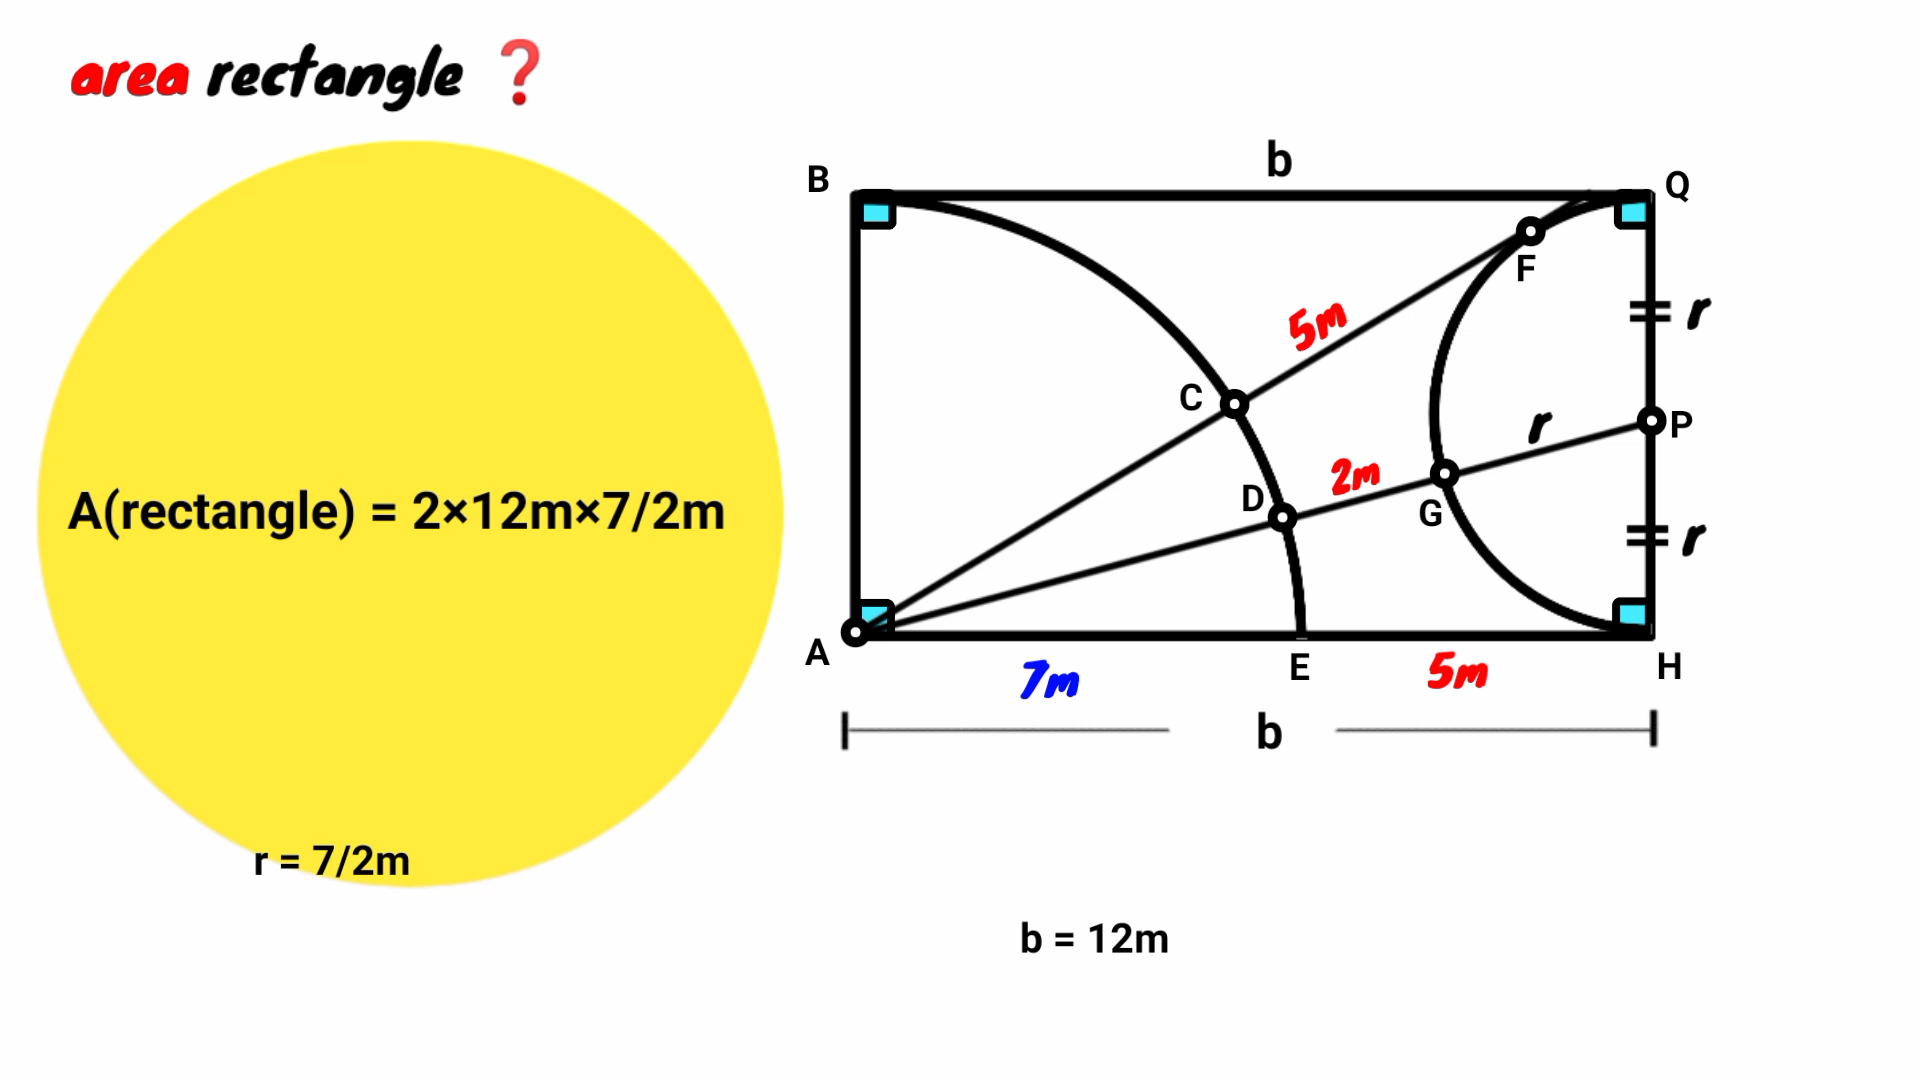 area rectangle ❓
b
B
Q
F
5m
r
C
r
P
A(rectangle) = 2×12m×7/2m
2m
D
G
r
A
7m
E
5m
H
b
r = 7/2m
b = 12m